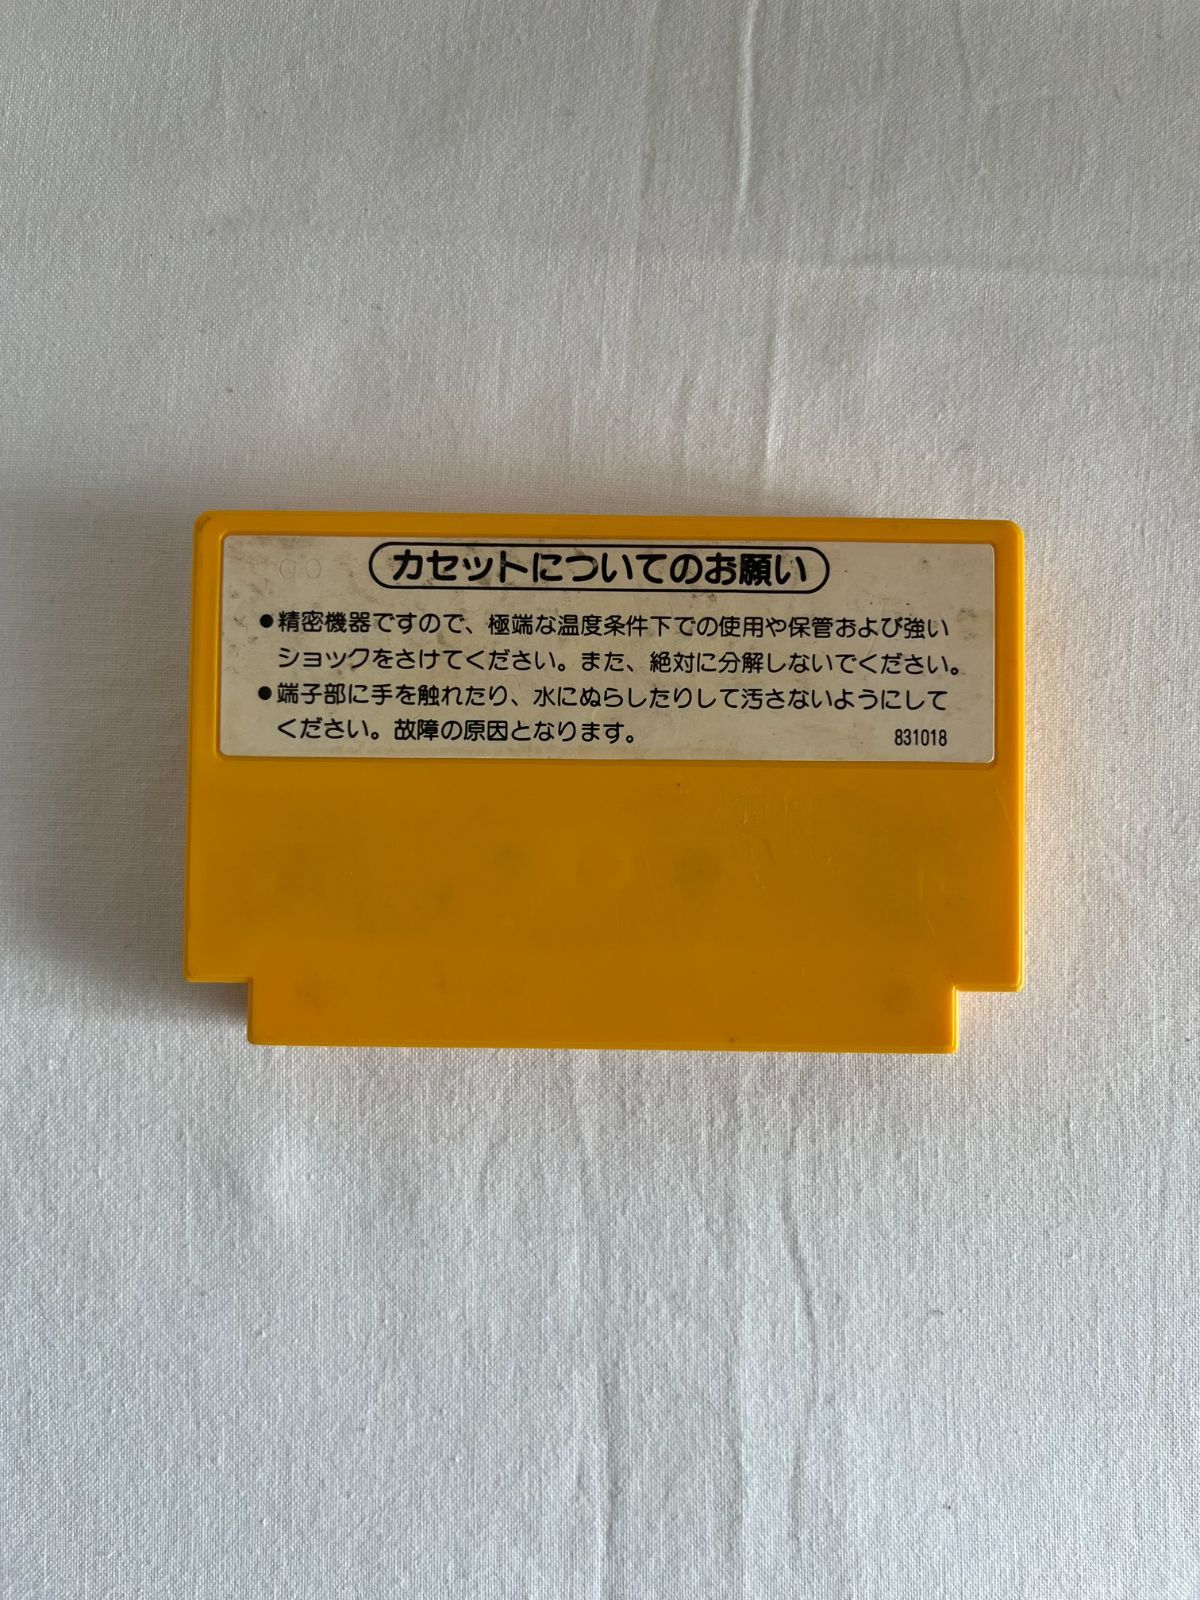 カセットについてのお願い
●精密機器ですので、極端な温度条件下での使用や保管および強い
ショックをさけてください。また、絶対に分解しないでください。
●端子部に手を触れたり、水にぬらしたりして汚さないようにして
ください。故障の原因となります。
831018